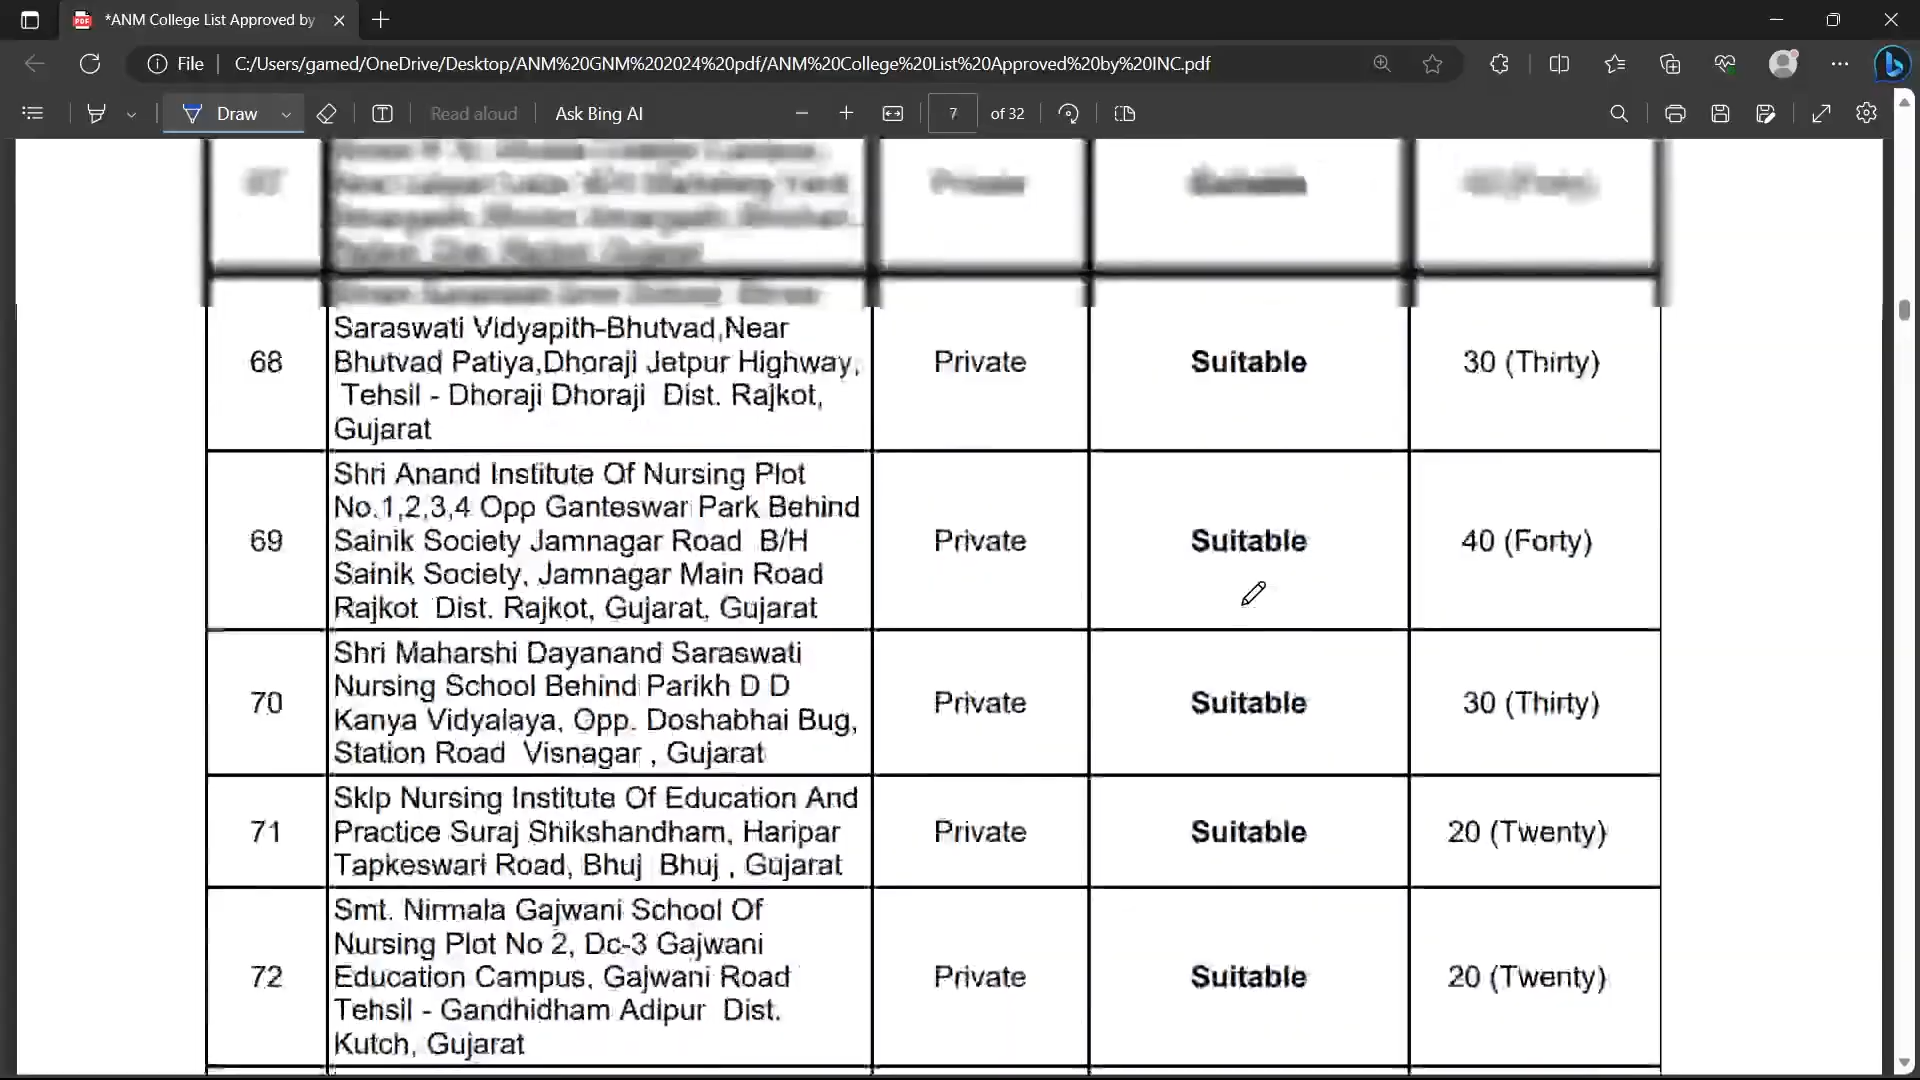 *ANM College List Approved by
File
C:/Users/gamed/OneDrive/Desktop/ANM%20GNM%202024%20pdf/ANM%20College%20List%20Approved%20by%20INC.pdf
Draw
Read aloud
Ask Bing AI
7 of 32
Private
Suitable
68
Saraswati Vidyapith-Bhutvad,Near
Bhutvad Patiya,Dhoraji Jetpur Highway,
Tehsil - Dhoraji Dhoraji Dist. Rajkot,
Gujarat
Private
Suitable
30 (Thirty)
69
Shri Anand Institute Of Nursing Plot
No.1,2,3,4 Opp Ganteswar Park Behind
Sainik Society Jamnagar Road B/H
Sainik Society, Jamnagar Main Road
Rajkot Dist. Rajkot, Gujarat, Gujarat
Private
Suitable
40 (Forty)
70
Shri Maharshi Dayanand Saraswati
Nursing School Behind Parikh D D
Kanya Vidyalaya, Opp. Doshabhai Bug,
Station Road Visnagar , Gujarat
Private
Suitable
30 (Thirty)
71
Sklp Nursing Institute Of Education And
Practice Suraj Shikshandham, Haripar
Tapkeswari Road, Bhuj Bhuj , Gujarat
Private
Suitable
20 (Twenty)
72
Smt. Nirmala Gajwani School Of
Nursing Plot No 2, Dc-3 Gajwani
Education Campus, Gajwani Road
Tehsil - Gandhidham Adipur Dist.
Kutch, Gujarat
Private
Suitable
20 (Twenty)